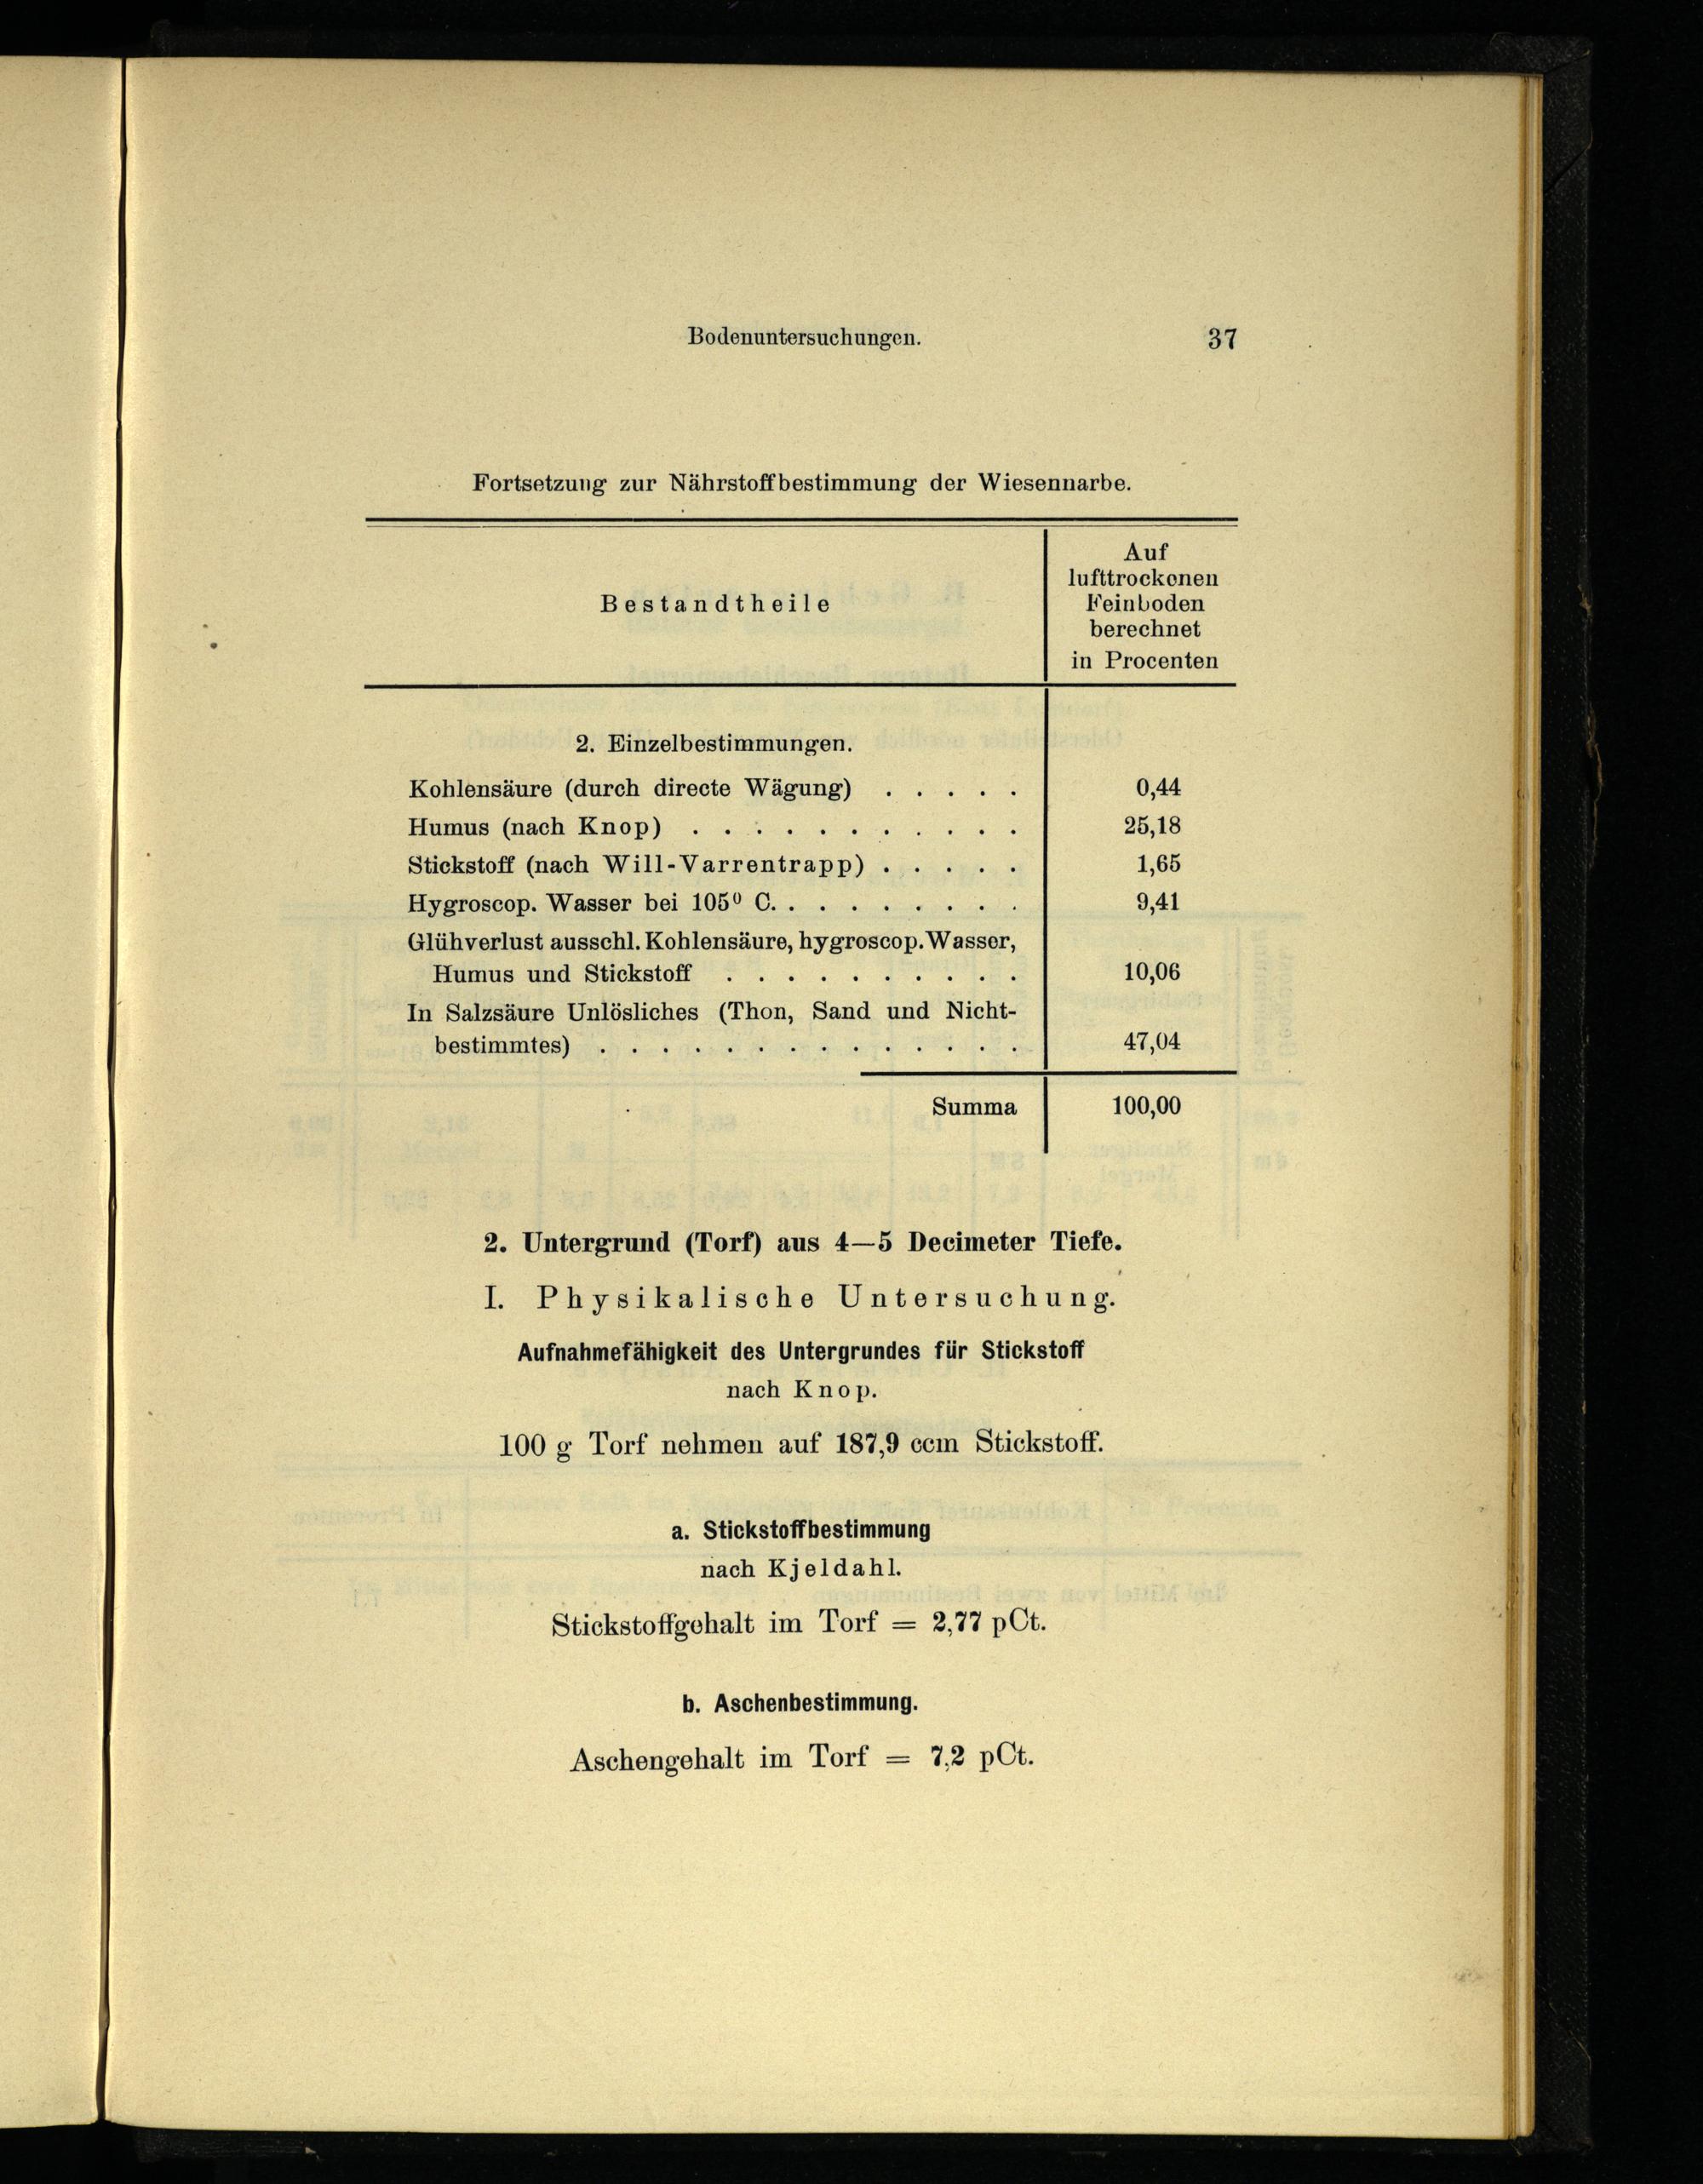 Bodenuntersuchungen. 37
Fortsetzung zur Nährstoffbestimmung der Wiesennarbe.
Bestandtheile
Auf
lufttrockenen
Feinboden
berechnet
in Procenten
2. Einzelbestimmungen.
Kohlensäure (durch directe Wägung) . . . . . 0,44
Humus (nach Knop) . . . . . . . . . . . 25,18
Stickstoff (nach Will-Varrentrapp) . . . . . 1,65
Hygroscop. Wasser bei 105⁰ C. . . . . . . . . 9,41
Glühverlust ausschl. Kohlensäure, hygroscop. Wasser,
Humus und Stickstoff . . . . . . . . . . 10,06
In Salzsäure Unlösliches (Thon, Sand und Nicht-
bestimmtes) . . . . . . . . . . . . . . 47,04
Summa 100,00
2. Untergrund (Torf) aus 4—5 Decimeter Tiefe.
I. Physikalische Untersuchung.
Aufnahmefähigkeit des Untergrundes für Stickstoff
nach Knop.
100 g Torf nehmen auf 187,9 ccm Stickstoff.
a. Stickstoffbestimmung
nach Kjeldahl.
Stickstoffgehalt im Torf = 2,77 pCt.
b. Aschenbestimmung.
Aschengehalt im Torf = 7,2 pCt.